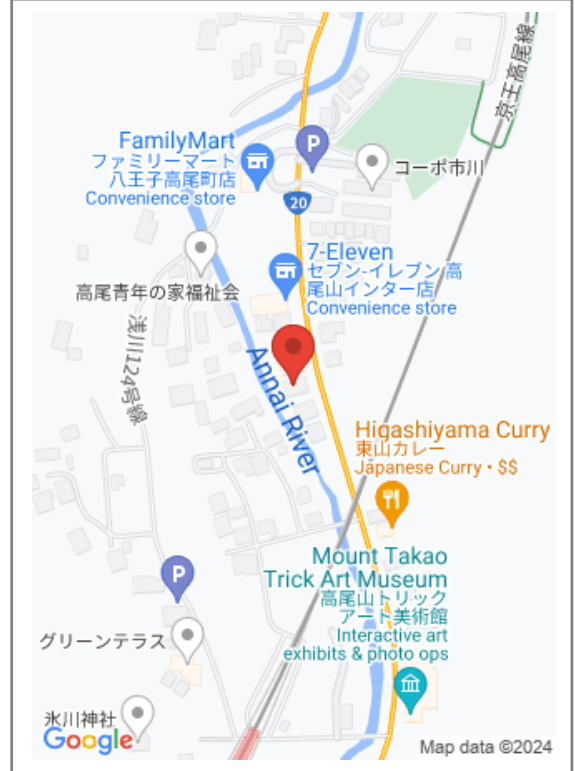 京王高尾線
FamilyMart
ファミリーマート
八王子高尾町店
Convenience store
P
コーポ市川
20
7-Eleven
セブン-イレブン 高
尾山インター店
Convenience store
高尾青年の家福祉会
浅川124号線
Annai River
Higashiyama Curry
東山カレー
Japanese Curry • $$
Mount Takao
Trick Art Museum
高尾山トリック
アート美術館
Interactive art
exhibits & photo ops
P
グリーンテラス
氷川神社
Google
Map data ©2024